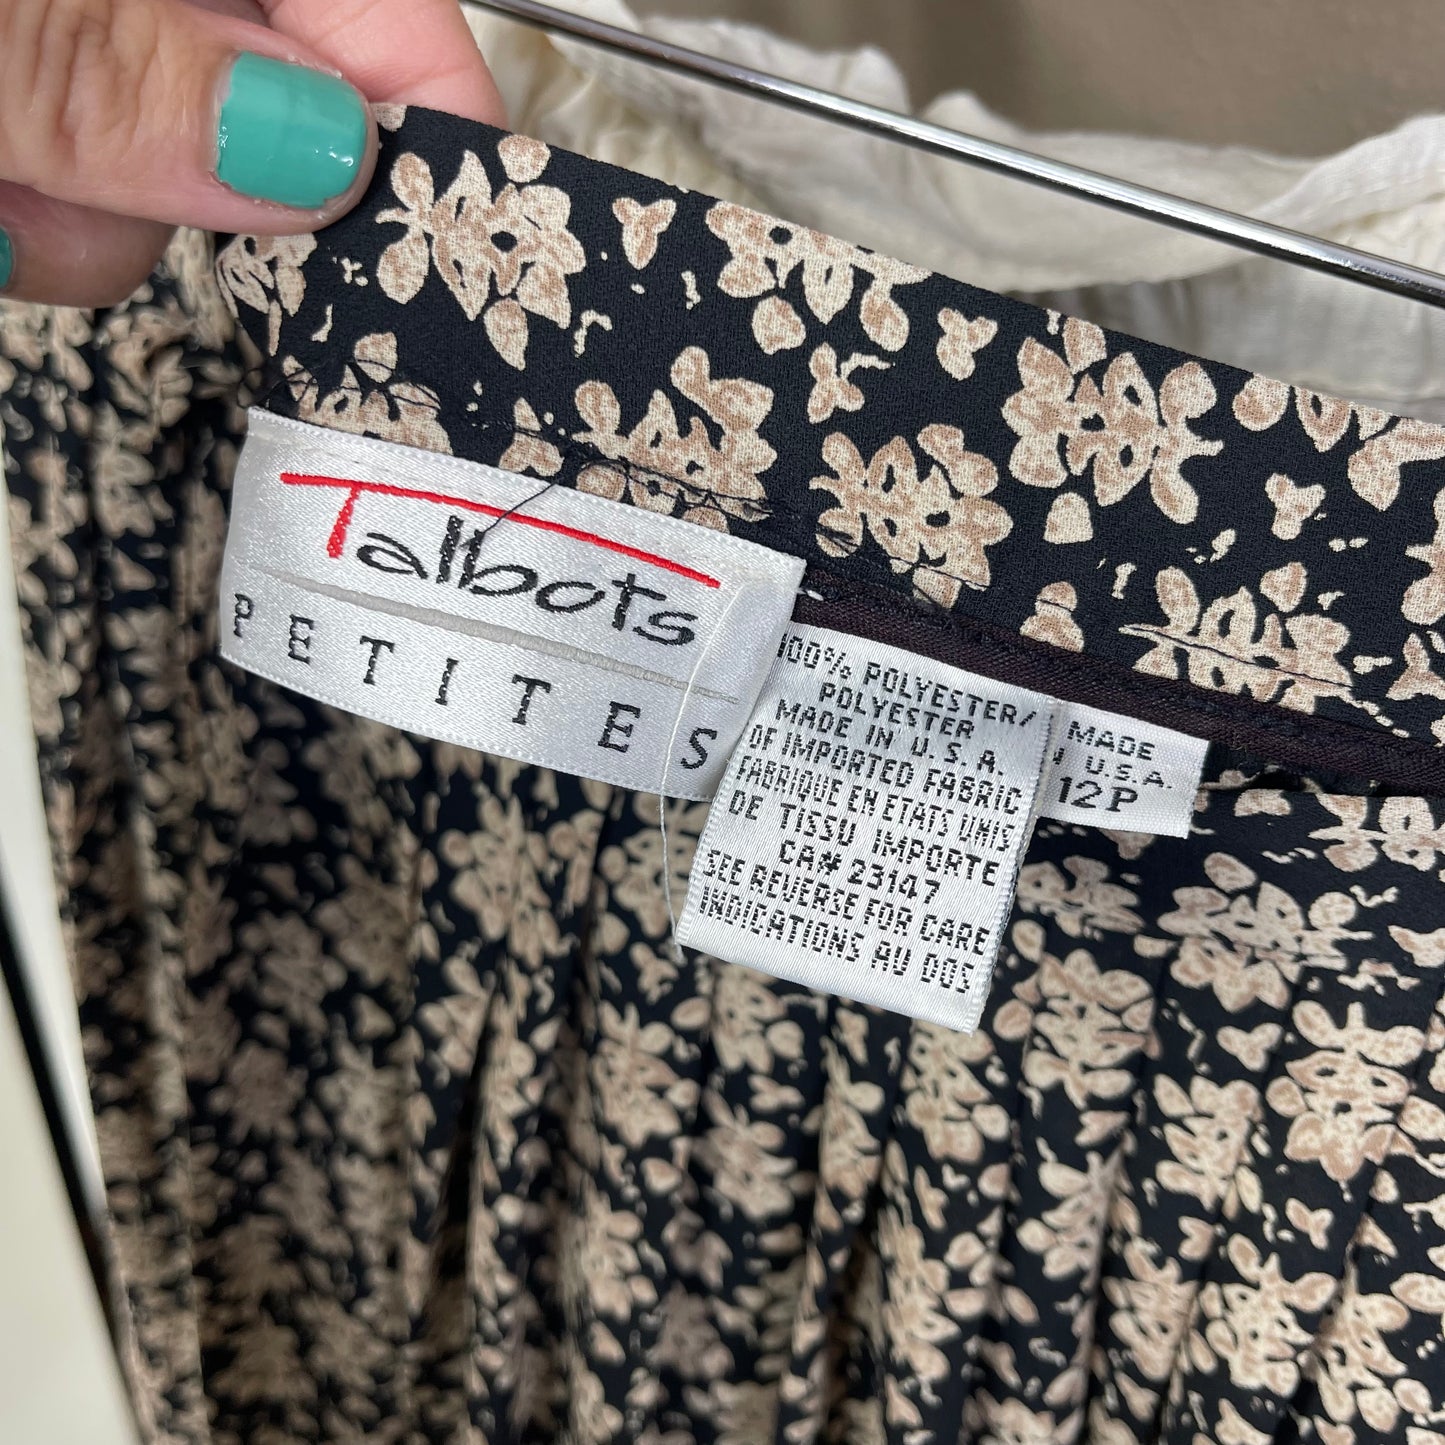 Talbots
PETITES
100% POLYESTER/
POLYESTER
MADE IN U.S.A.
OF IMPORTED FABRIC
FABRIQUE EN ETATS UNIS
DE TISSU IMPORTE
CA# 23147
SEE REVERSE FOR CARE
INDICATIONS AU DOS
MADE
U.S.A.
12P